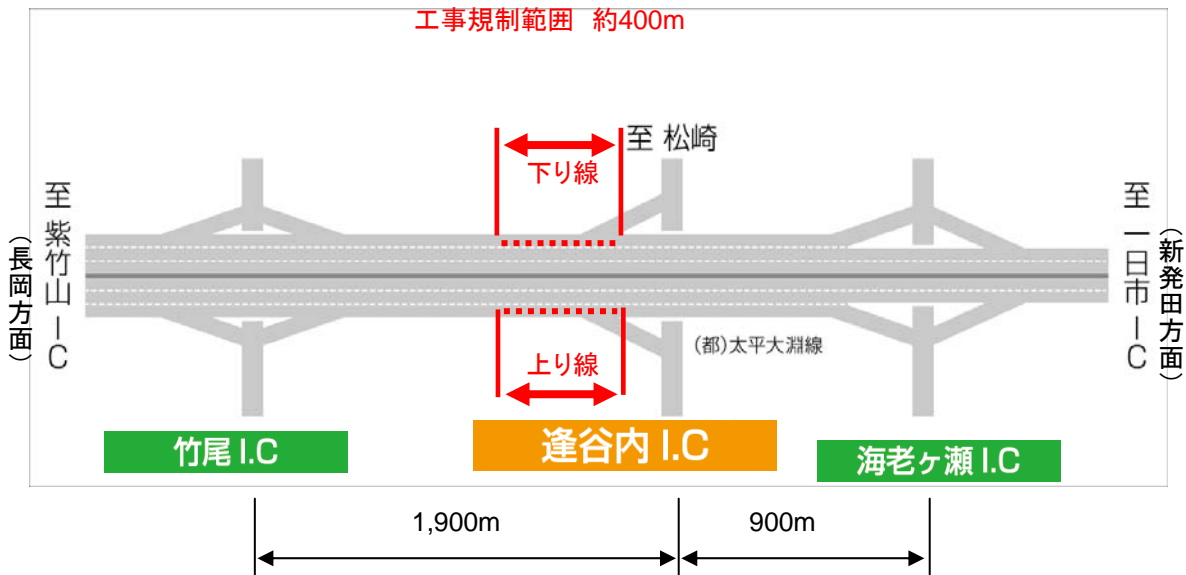 工事規制範囲 約400m
至 松崎
下り線
至 紫竹山 I C
(長岡方面)
至 一日市 I C
(新発田方面)
(都)太平大淵線
上り線
竹尾 I.C
逢谷内 I.C
海老ヶ瀬 I.C
1,900m
900m